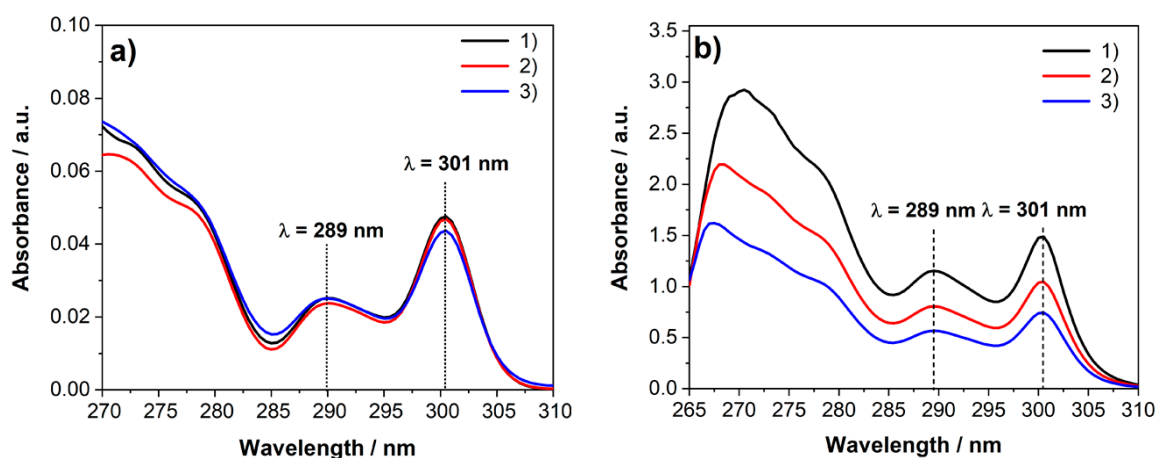 a)
1)
2)
3)
λ = 301 nm
λ = 289 nm
0.10
0.08
0.06
0.04
0.02
0.00
270 275 280 285 290 295 300 305 310
Wavelength / nm
Absorbance / a.u.
b)
1)
2)
3)
λ = 289 nm λ = 301 nm
3.5
3.0
2.5
2.0
1.5
1.0
0.5
0.0
265 270 275 280 285 290 295 300 305 310
Wavelength / nm
Absorbance / a.u.